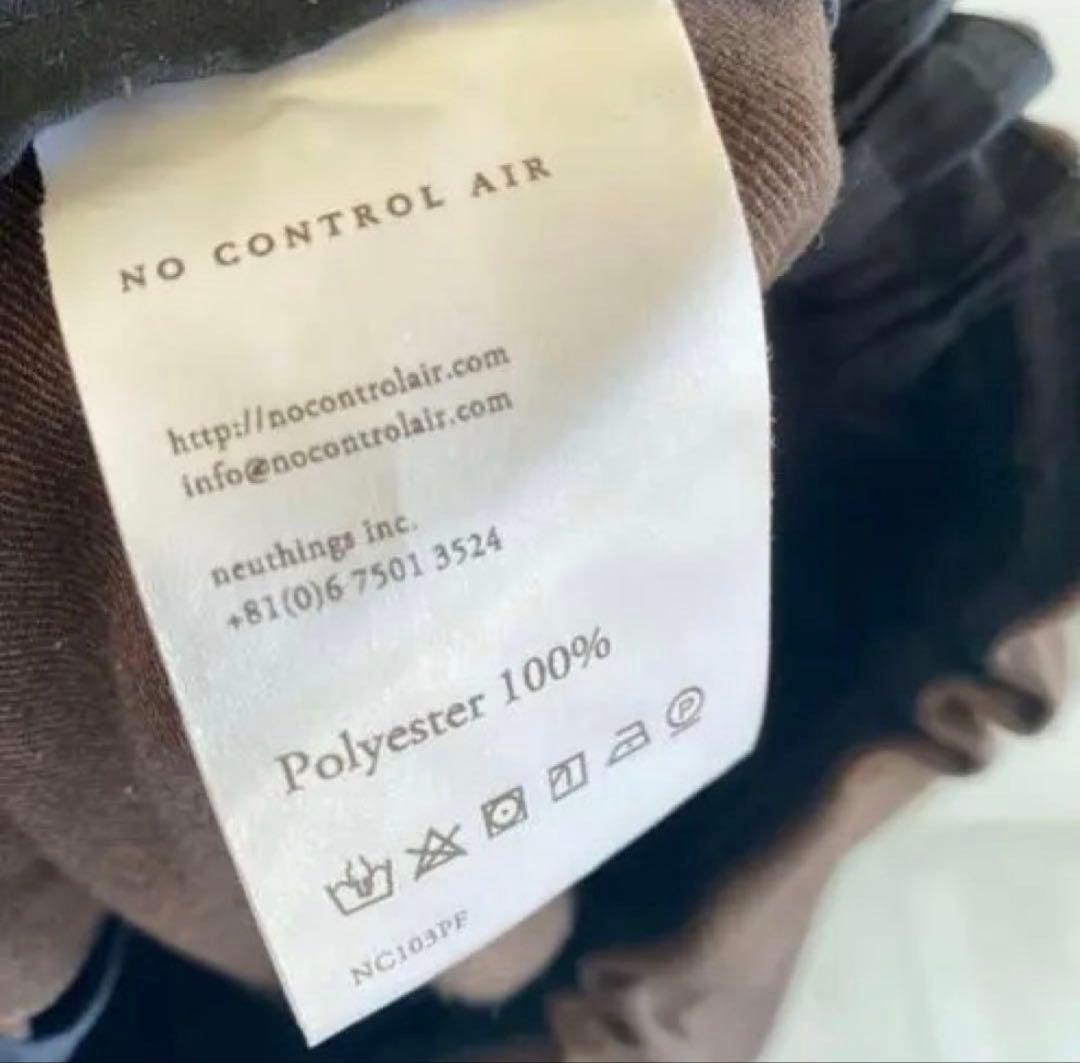 NO CONTROL AIR
http://nocontrolair.com
info@nocontrolair.com
neuthings inc.
+81(0)6 7501 3524
Polyester 100%
P
NC103PF